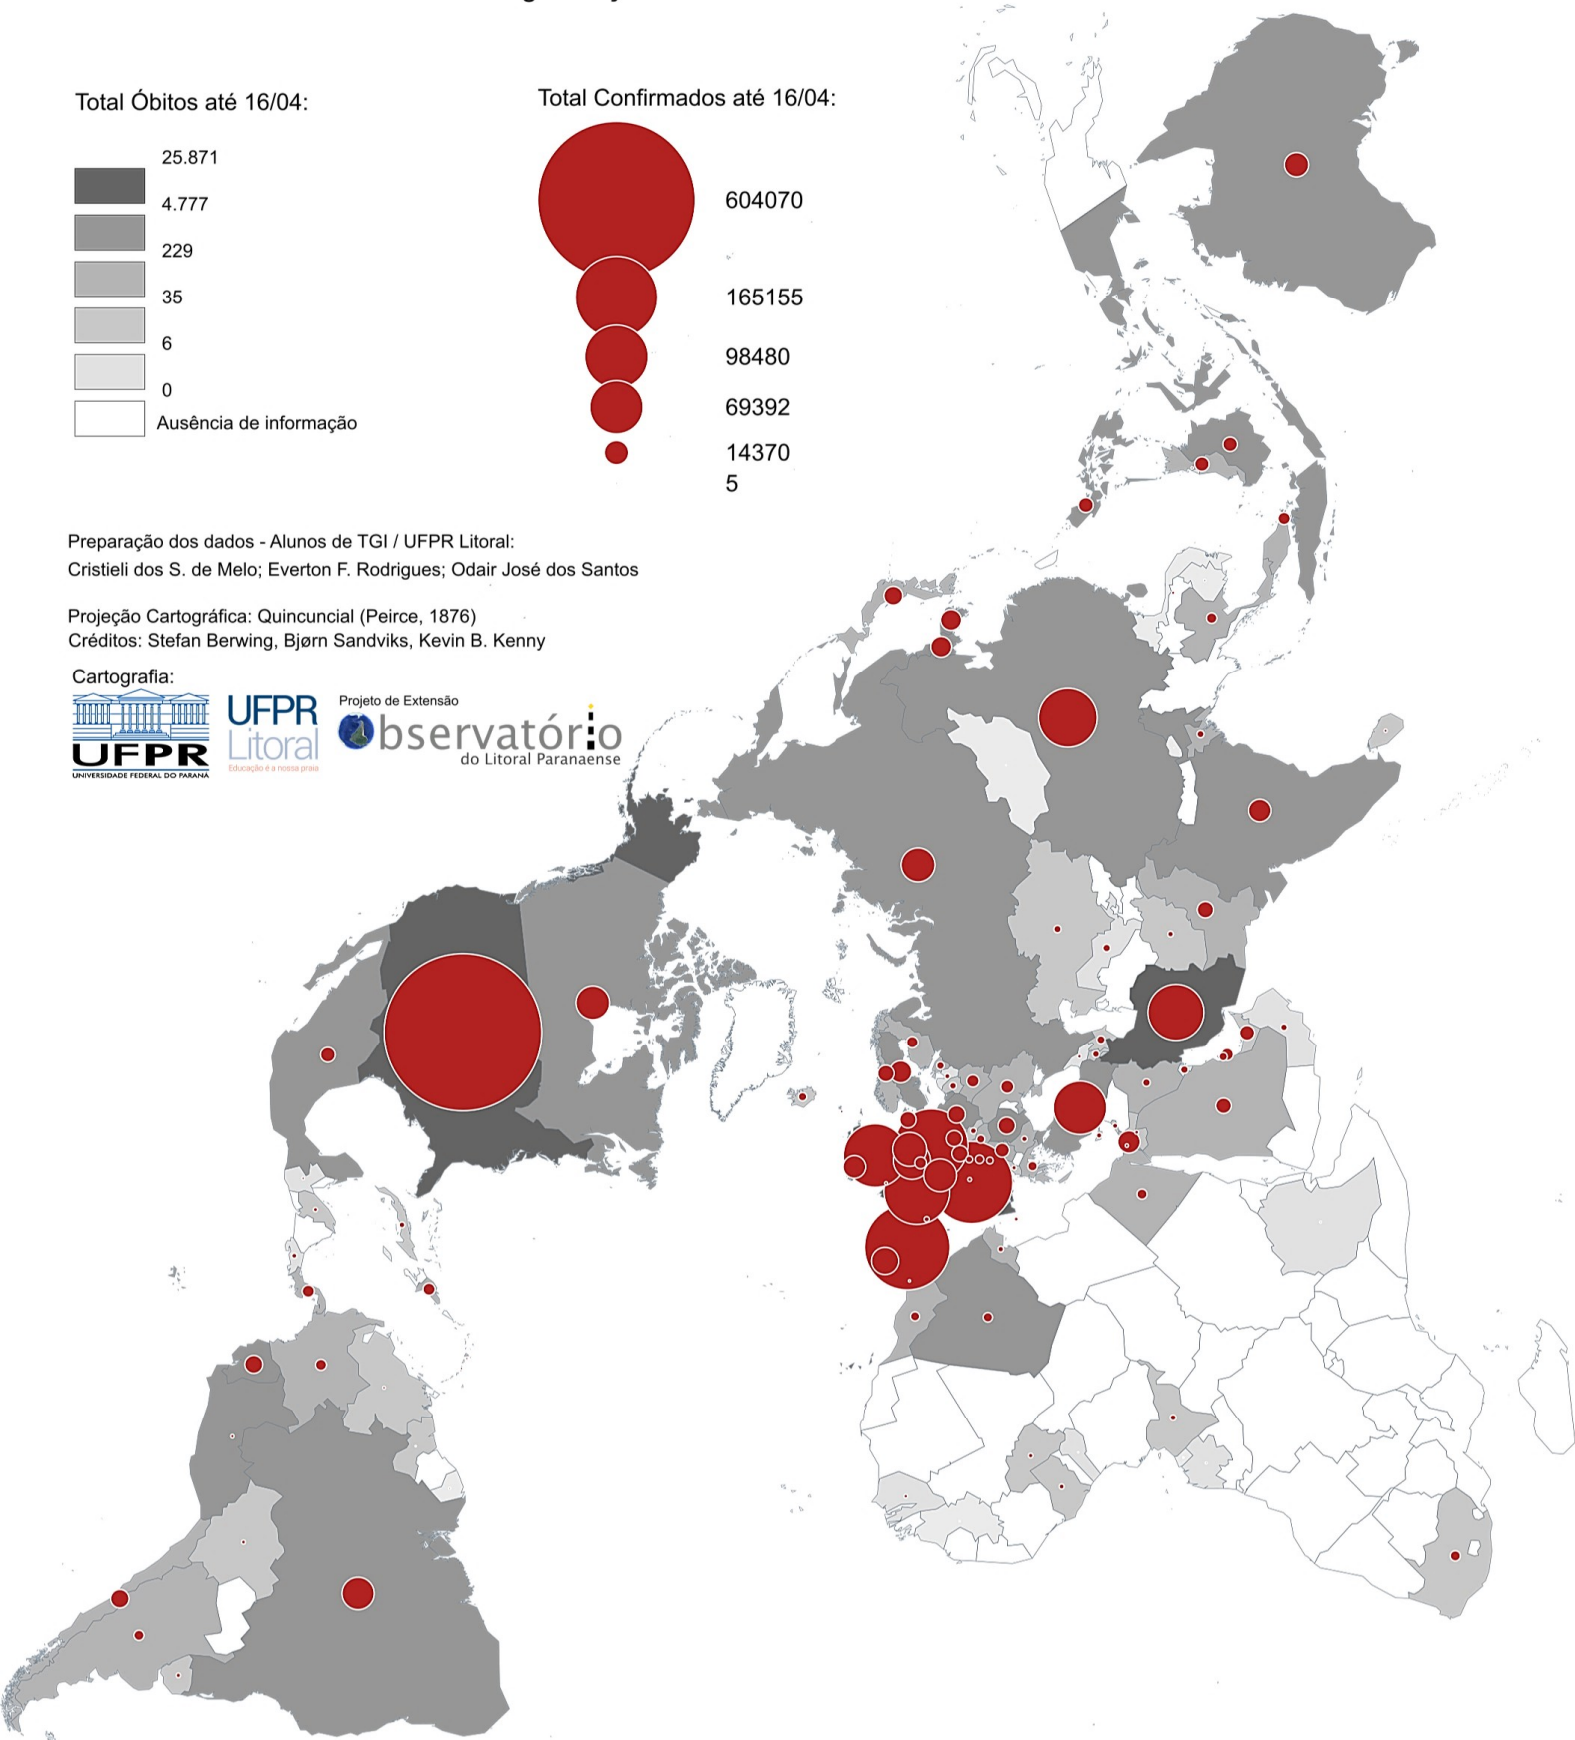 Total Óbitos até 16/04:
25.871
4.777
229
35
6
0
Ausência de informação
Total Confirmados até 16/04:
604070
165155
98480
69392
14370
5
Preparação dos dados - Alunos de TGI / UFPR Litoral:
Cristieli dos S. de Melo; Everton F. Rodrigues; Odair José dos Santos
Projeção Cartográfica: Quincuncial (Peirce, 1876)
Créditos: Stefan Berwing, Bjørn Sandviks, Kevin B. Kenny
Cartografia:
UFPR
UNIVERSIDADE FEDERAL DO PARANÁ
UFPR
Litoral
Educação é a nossa praia
Projeto de Extensão
Observatório
do Litoral Paranaense